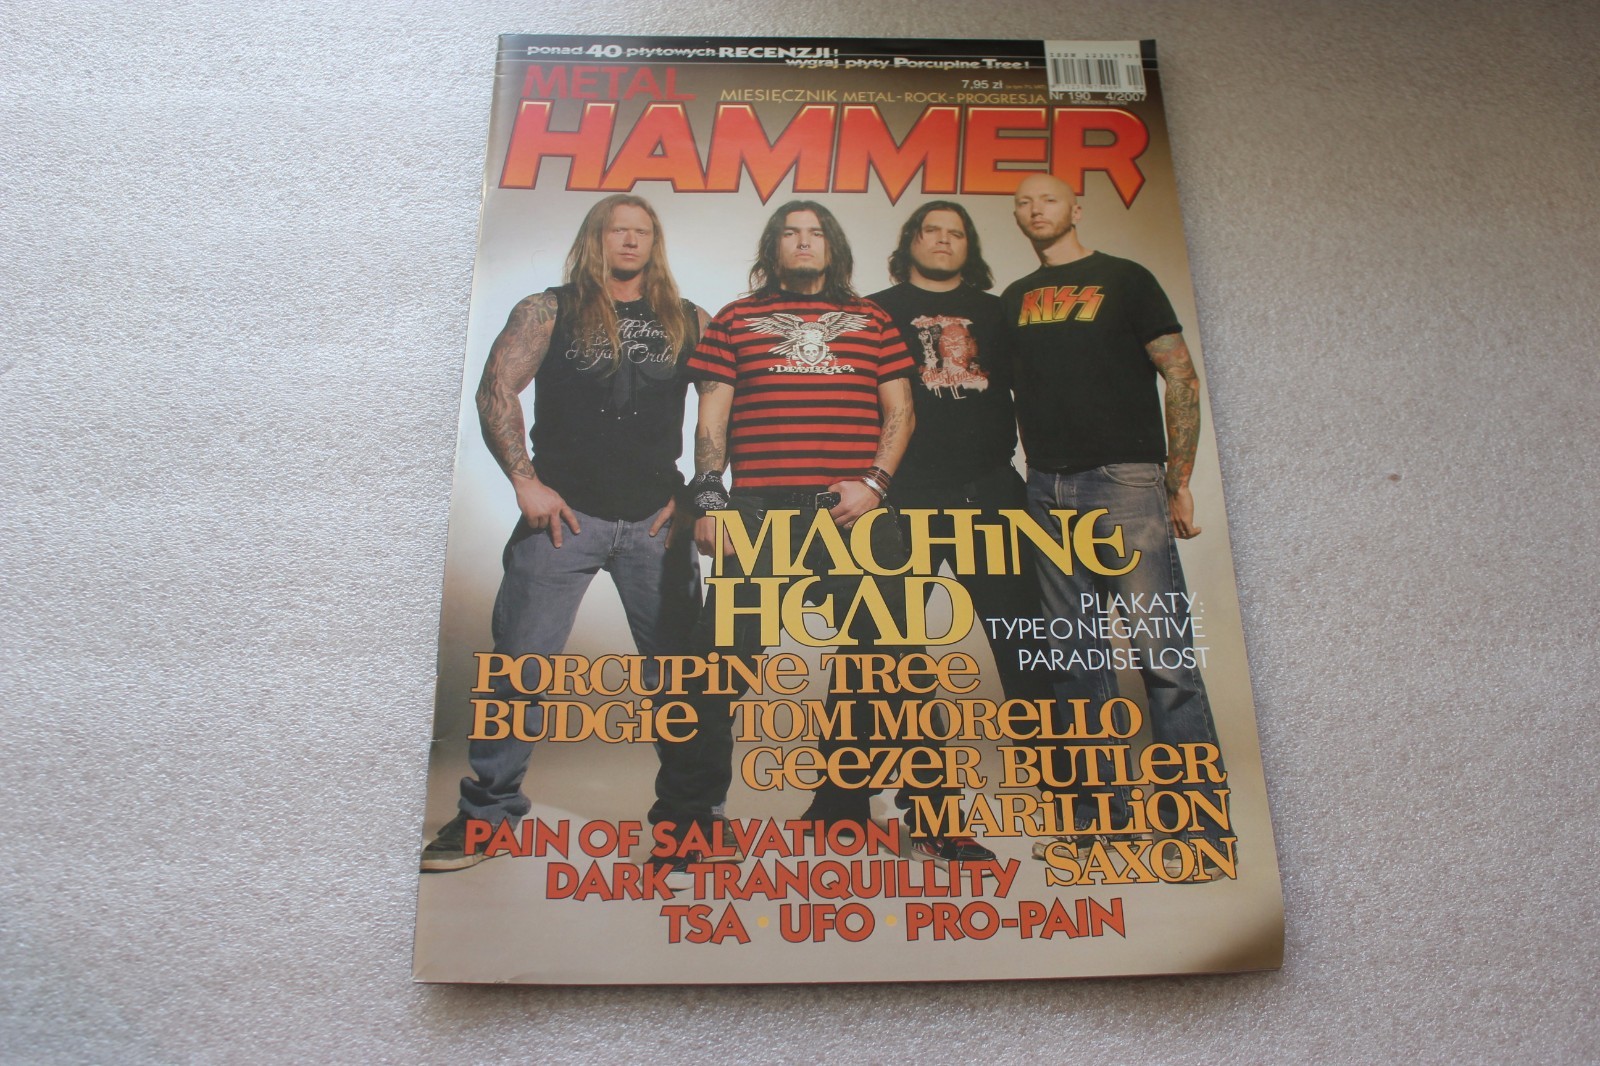 ponad 40 płytowych RECENZJI!
wygraj płyty Porcupine Tree!
METAL
7,95 zł
MIESIĘCZNIK METAL-ROCK-PROGRESJA
Nr 190 4/2007
HAMMER
KISS
Royal Order
MACHINE
HEAD
PLAKATY:
TYPE O NEGATIVE
PARADISE LOST
PORCUPINE TREE
BUDGIE TOM MORELLO
GEEZER BUTLER
MARILLION
SAXON
PAIN OF SALVATION
DARK TRANQUILLITY
TSA • UFO • PRO-PAIN